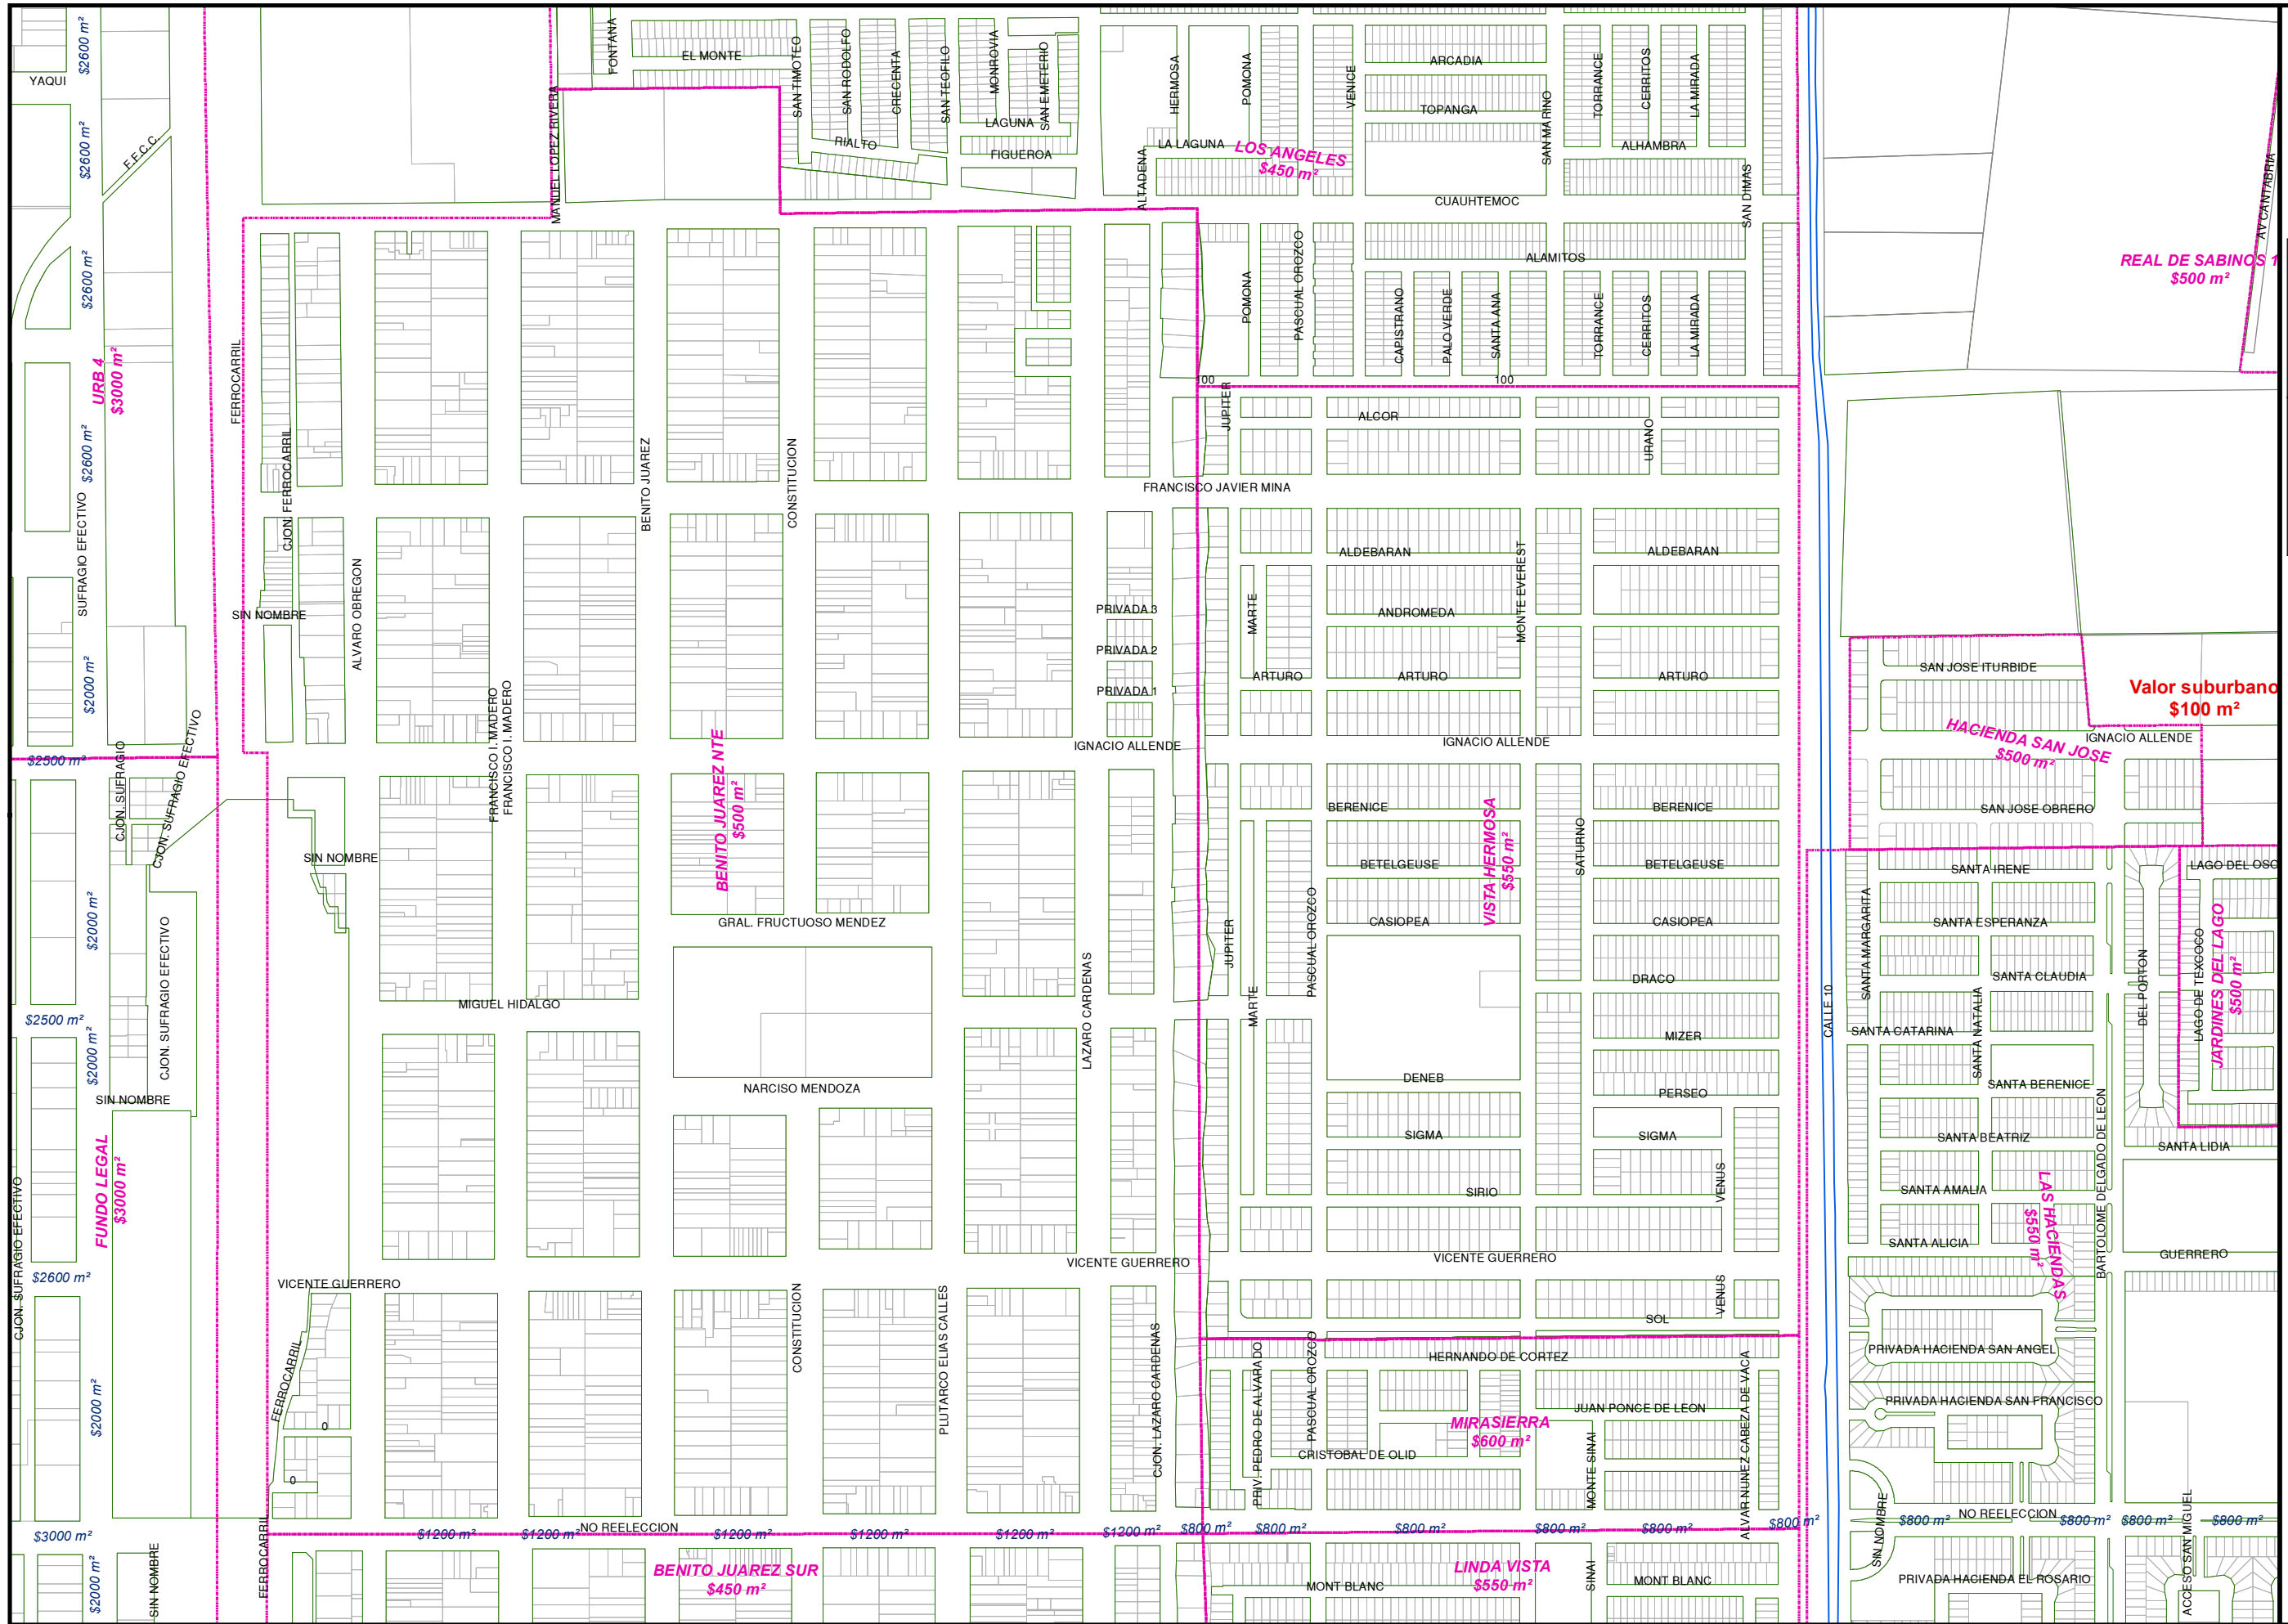 $2600 m²
YAQUI
F.F.C.C.
$2600 m²
$2600 m²
URB 4
$3000 m²
$2600 m²
SUFRAGIO EFECTIVO
$2000 m²
$2500 m²
CJON. SUFRAGIO
CJON. SUFRAGIO EFECTIVO
$2000 m²
CJON. SUFRAGIO EFECTIVO
$2500 m²
$2000 m²
SIN NOMBRE
FUNDO LEGAL
$3000 m²
CJON. SUFRAGIO EFECTIVO
$2600 m²
$2000 m²
$3000 m²
$2000 m²
SIN NOMBRE
FERROCARRIL
FERROCARRIL
CJON. FERROCARRIL
SIN NOMBRE
ALVARO OBREGON
SIN NOMBRE
VICENTE GUERRERO
FERROCARRIL
0
0
MANUEL LOPEZ RIVERA
FONTANA
EL MONTE
SAN TIMOTEO
SAN RODOLFO
CRECENTA
SAN TEOFILO
MONROVIA
SAN EMETERIO
LAGUNA
RIALTO
FIGUEROA
ALTADENA
HERMOSA
POMONA
LA LAGUNA
LOS ANGELES
$450 m²
VENICE
ARCADIA
TOPANGA
SAN MARINO
TORRANCE
CERRITOS
LA MIRADA
ALHAMBRA
CUAUHTEMOC
SAN DIMAS
ALAMITOS
POMONA
PASCUAL OROZCO
CAPISTRANO
PALO VERDE
SANTA ANA
TORRANCE
CERRITOS
LA MIRADA
100
100
AV CANTABRIA
REAL DE SABINOS 1
$500 m²
BENITO JUAREZ
CONSTITUCION
FRANCISCO I. MADERO
FRANCISCO I. MADERO
BENITO JUAREZ NTE
$500 m²
FRANCISCO JAVIER MINA
PRIVADA 3
PRIVADA 2
PRIVADA 1
IGNACIO ALLENDE
GRAL. FRUCTUOSO MENDEZ
MIGUEL HIDALGO
NARCISO MENDOZA
LAZARO CARDENAS
VICENTE GUERRERO
CONSTITUCION
PLUTARCO ELIAS CALLES
CJON. LAZARO CARDENAS
JUPITER
ALCOR
URANO
ALDEBARAN
ALDEBARAN
MARTE
ANDROMEDA
MONTE EVEREST
ARTURO
ARTURO
ARTURO
IGNACIO ALLENDE
BERENICE
BERENICE
VISTA HERMOSA
$550 m²
SATURNO
BETELGEUSE
BETELGEUSE
CASIOPEA
CASIOPEA
JUPITER
MARTE
PASCUAL OROZCO
DRACO
MIZER
DENEB
PERSEO
SIGMA
SIGMA
SIRIO
VENUS
VICENTE GUERRERO
VENUS
SOL
HERNANDO DE CORTEZ
PRIV. PEDRO DE ALVARADO
PASCUAL OROZCO
JUAN PONCE DE LEON
MIRASIERRA
$600 m²
CRISTOBAL DE OLID
MONTE SINAI
ALVAR NUNEZ CABEZA DE VACA
CALLE 10
SAN JOSE ITURBIDE
Valor suburbano
$100 m²
HACIENDA SAN JOSE
$500 m²
IGNACIO ALLENDE
SAN JOSE OBRERO
SANTA IRENE
LAGO DEL OSO
SANTA MARGARITA
SANTA ESPERANZA
SANTA CLAUDIA
SANTA NATALIA
SANTA CATARINA
DEL PORTON
LAGO DE TEXCOCO
JARDINES DEL LAGO
$500 m²
SANTA BERENICE
SANTA BEATRIZ
SANTA LIDIA
SANTA AMALIA
SANTA ALICIA
LAS HACIENDAS
$550 m²
BARTOLOME DELGADO DE LEON
GUERRERO
PRIVADA HACIENDA SAN ANGEL
PRIVADA HACIENDA SAN FRANCISCO
SIN NOMBRE
NO REELECCION
ACCESO SAN MIGUEL
$1200 m²
$1200 m²
NO REELECCION
$1200 m²
$1200 m²
$1200 m²
$1200 m²
$800 m²
$800 m²
$800 m²
$800 m²
$800 m²
$800 m²
$800 m²
$800 m²
$800 m²
$800 m²
BENITO JUAREZ SUR
$450 m²
MONT BLANC
LINDA VISTA
$550 m²
SINAI
MONT BLANC
PRIVADA HACIENDA EL ROSARIO